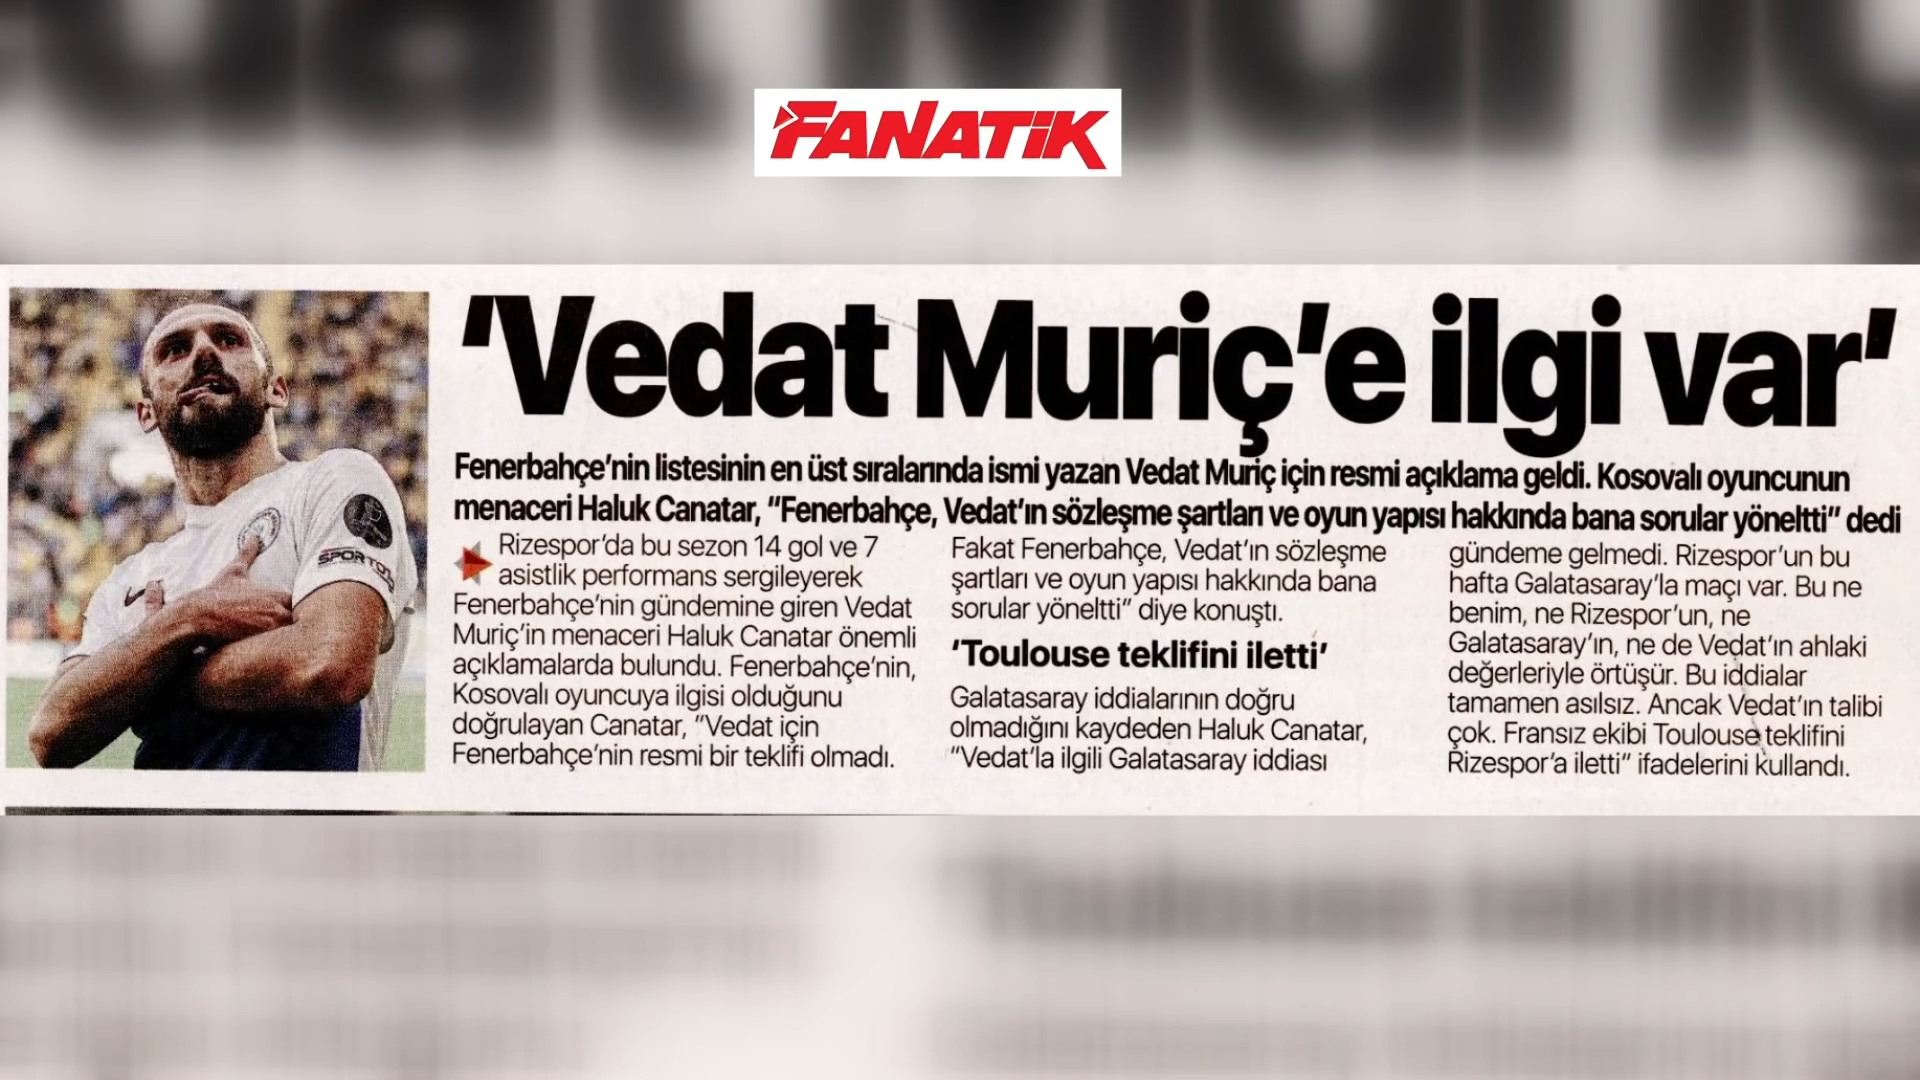 FANATiK
'Vedat Muriç'e ilgi var'
Fenerbahçe'nin listesinin en üst sıralarında ismi yazan Vedat Muriç için resmi açıklama geldi. Kosovalı oyuncunun
menaceri Haluk Canatar, "Fenerbahçe, Vedat'ın sözleşme şartları ve oyun yapısı hakkında bana sorular yöneltti" dedi
Rizespor'da bu sezon 14 gol ve 7
asistlik performans sergileyerek
Fenerbahçe'nin gündemine giren Vedat
Muriç'in menaceri Haluk Canatar önemli
açıklamalarda bulundu. Fenerbahçe'nin,
Kosovalı oyuncuya ilgisi olduğunu
doğrulayan Canatar, "Vedat için
Fenerbahçe'nin resmi bir teklifi olmadı.
Fakat Fenerbahçe, Vedat'ın sözleşme
şartları ve oyun yapısı hakkında bana
sorular yöneltti" diye konuştu.
'Toulouse teklifini iletti'
Galatasaray iddialarının doğru
olmadığını kaydeden Haluk Canatar,
"Vedat'la ilgili Galatasaray iddiası
gündeme gelmedi. Rizespor'un bu
hafta Galatasaray'la maçı var. Bu ne
benim, ne Rizespor'un, ne
Galatasaray'ın, ne de Vedat'ın ahlaki
değerleriyle örtüşür. Bu iddialar
tamamen asılsız. Ancak Vedat'ın talibi
çok. Fransız ekibi Toulouse teklifini
Rizespor'a iletti" ifadelerini kullandı.